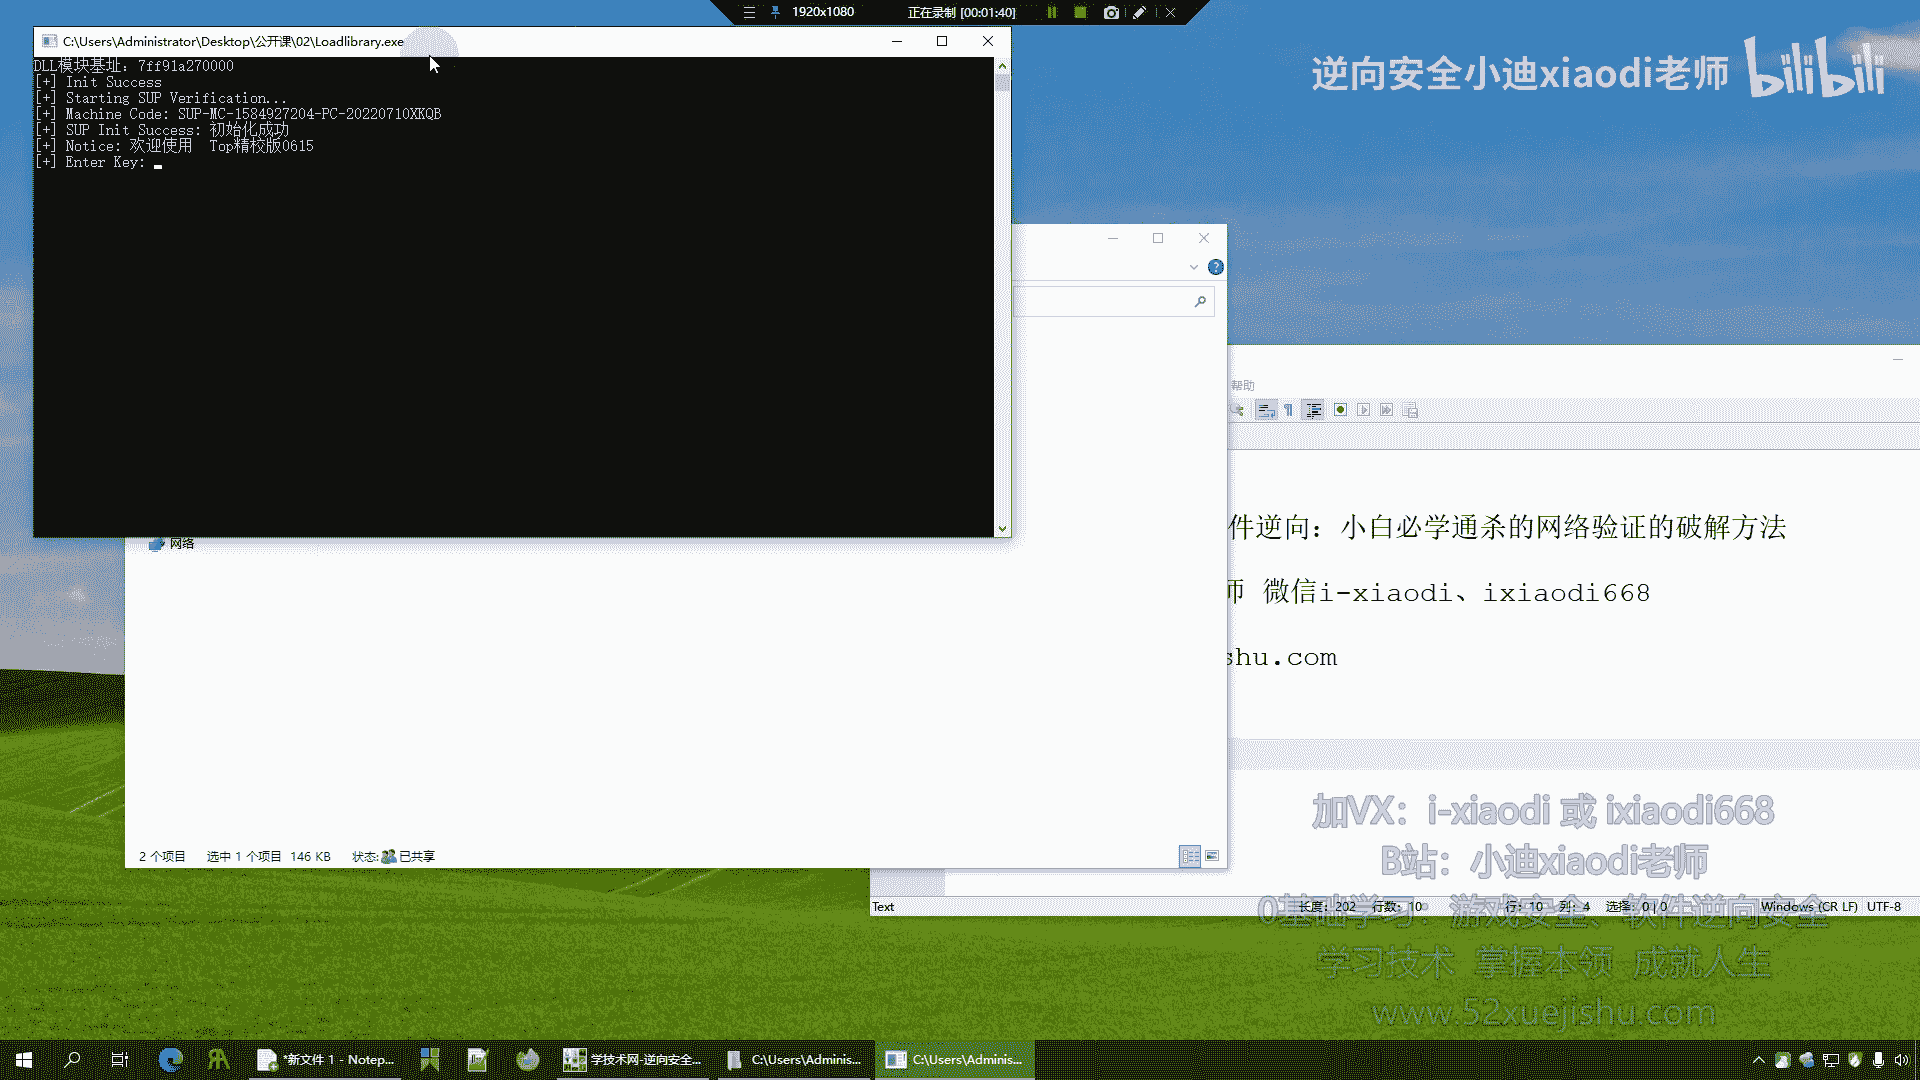 1920x1080
正在录制 [00:01:40]
C:\Users\Administrator\Desktop\公开课\02\Loadlibrary.exe
DLL模块基址: 7ff91a270000
[+] Init Success
[+] Starting SUP Verification...
[+] Machine Code: SUP-MC-1584927204-PC-20220710XKQB
[+] SUP Init Success: 初始化成功
[+] Notice: 欢迎使用 Top精校版0615
[+] Enter Key:
逆向安全小迪xiaodi老师 bilibili
帮助
件逆向：小白必学通杀的网络验证的破解方法
师 微信i-xiaodi、ixiaodi668
shu.com
网络
2 个项目 选中 1 个项目 146 KB 状态: 已共享
加VX：i-xiaodi 或 ixiaodi668
B站：小迪xiaodi老师
0基础学习：游戏安全、软件逆向安全
学习技术 掌握本领 成就人生
www.52xuejishu.com
Text 长度：202 行数：10 行：10 列：4 选择：0 | 0 Windows (CR LF) UTF-8
*新文件 1 - Notep...
学技术网-逆向安全...
C:\Users\Adminis...
C:\Users\Adminis...